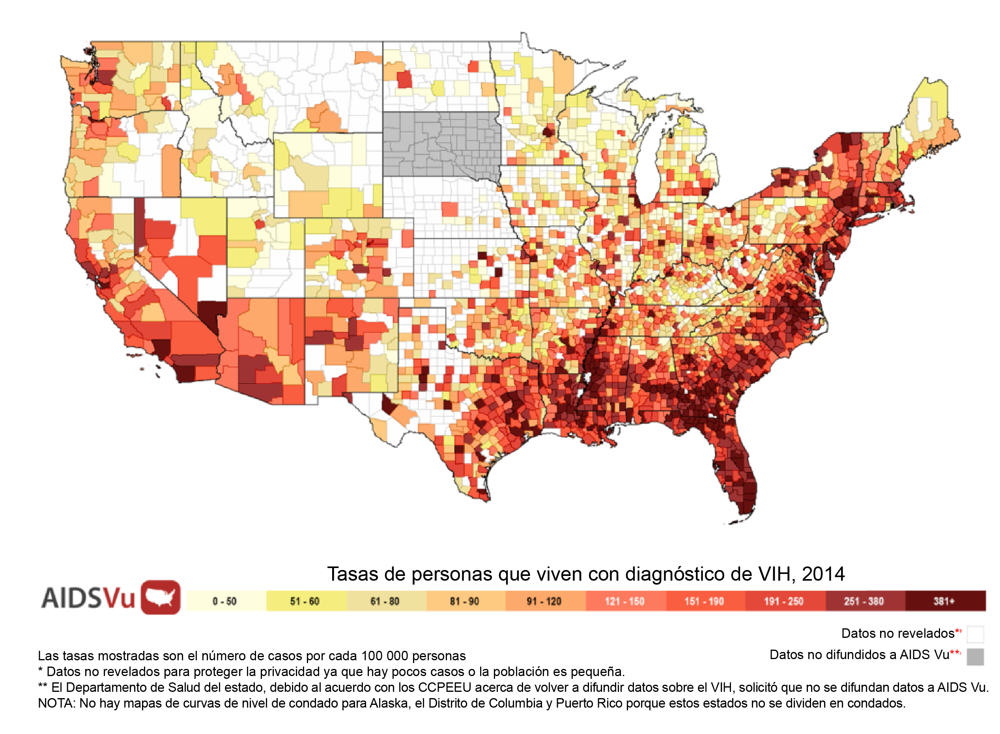 Tasas de personas que viven con diagnóstico de VIH, 2014
AIDSVu
0 - 50 51 - 60 61 - 80 81 - 90 91 - 120 121 - 150 151 - 190 191 - 250 251 - 380 381+
Datos no revelados*
Datos no difundidos a AIDS Vu**
Las tasas mostradas son el número de casos por cada 100 000 personas
* Datos no revelados para proteger la privacidad ya que hay pocos casos o la población es pequeña.
** El Departamento de Salud del estado, debido al acuerdo con los CCPEEU acerca de volver a difundir datos sobre el VIH, solicitó que no se difundan datos a AIDS Vu.
NOTA: No hay mapas de curvas de nivel de condado para Alaska, el Distrito de Columbia y Puerto Rico porque estos estados no se dividen en condados.